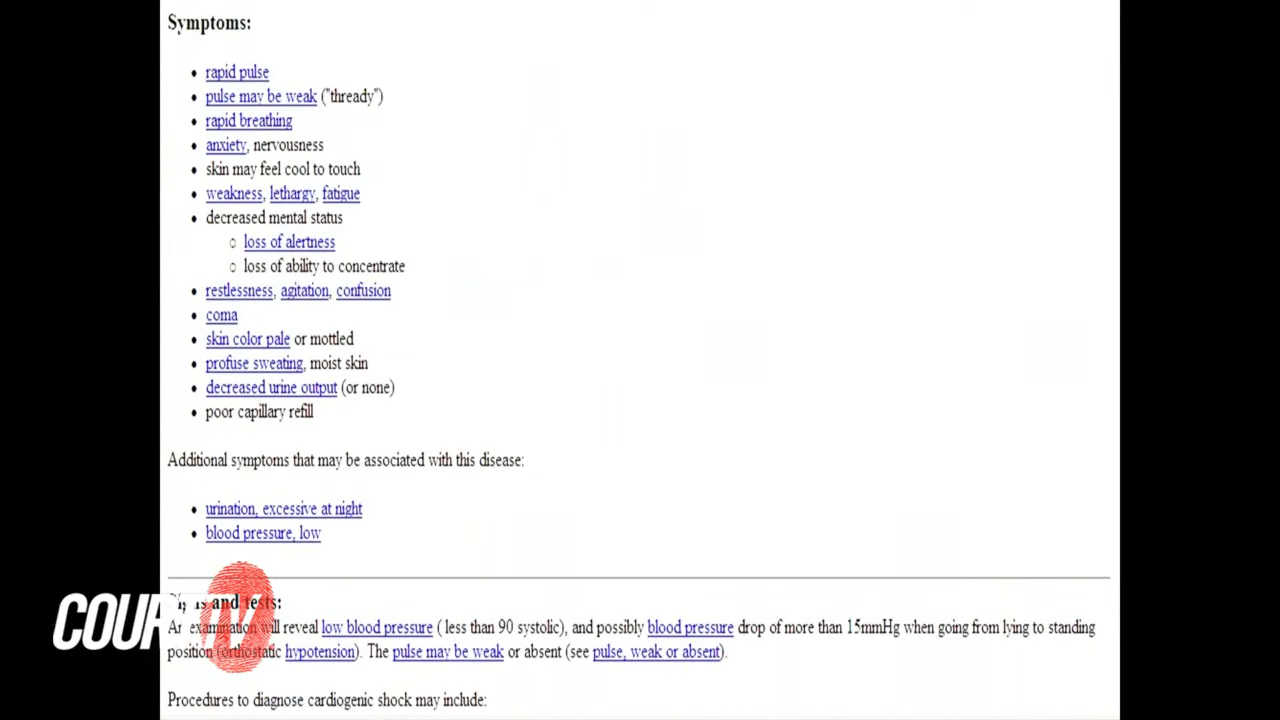 Symptoms:
• rapid pulse
• pulse may be weak ("thready")
• rapid breathing
• anxiety, nervousness
• skin may feel cool to touch
• weakness, lethargy, fatigue
• decreased mental status
○ loss of alertness
○ loss of ability to concentrate
• restlessness, agitation, confusion
• coma
• skin color pale or mottled
• profuse sweating, moist skin
• decreased urine output (or none)
• poor capillary refill
Additional symptoms that may be associated with this disease:
• urination, excessive at night
• blood pressure, low
Signs and tests:
An examination will reveal low blood pressure ( less than 90 systolic), and possibly blood pressure drop of more than 15mmHg when going from lying to standing
position (orthostatic hypotension). The pulse may be weak or absent (see pulse, weak or absent).
Procedures to diagnose cardiogenic shock may include:
COURT TV